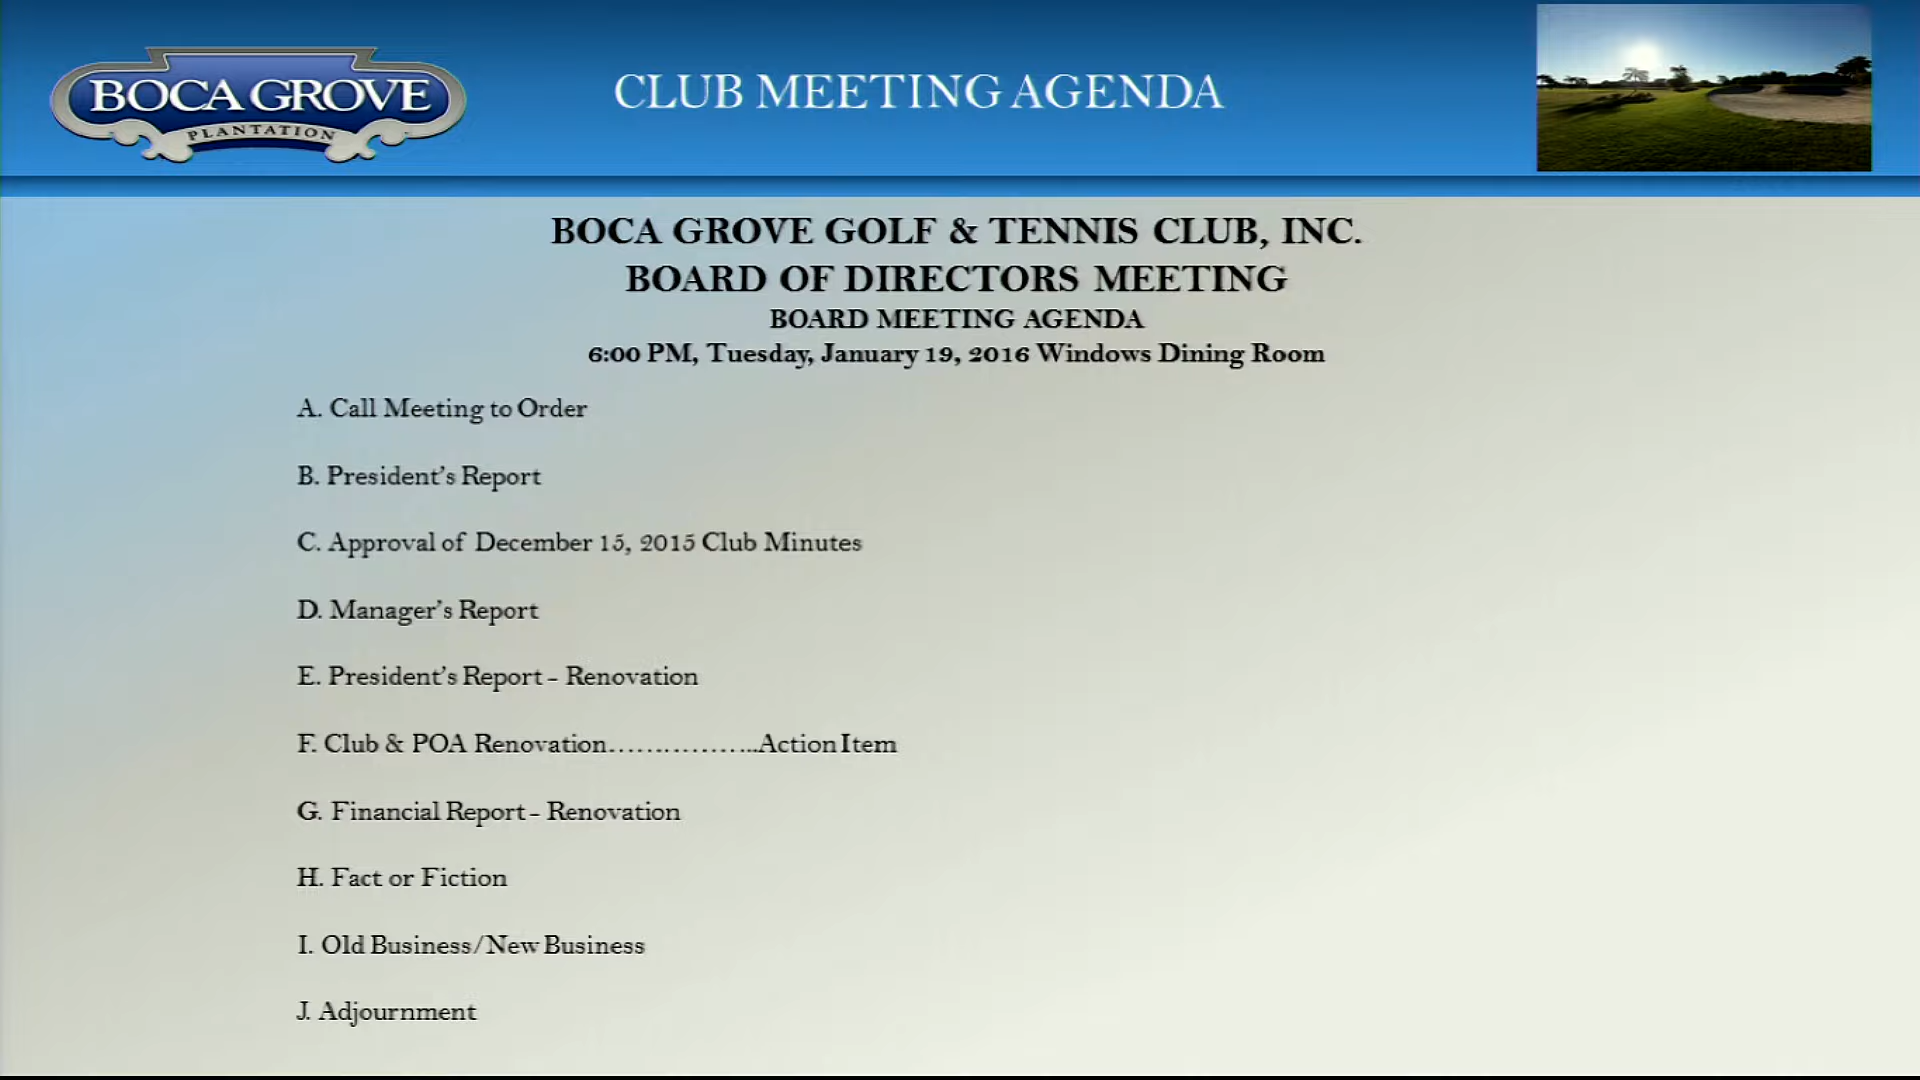 BOCA GROVE
PLANTATION
CLUB MEETING AGENDA
BOCA GROVE GOLF & TENNIS CLUB, INC.
BOARD OF DIRECTORS MEETING
BOARD MEETING AGENDA
6:00 PM, Tuesday, January 19, 2016 Windows Dining Room
A. Call Meeting to Order
B. President’s Report
C. Approval of December 15, 2015 Club Minutes
D. Manager’s Report
E. President’s Report – Renovation
F. Club & POA Renovation……………..Action Item
G. Financial Report – Renovation
H. Fact or Fiction
I. Old Business/New Business
J. Adjournment